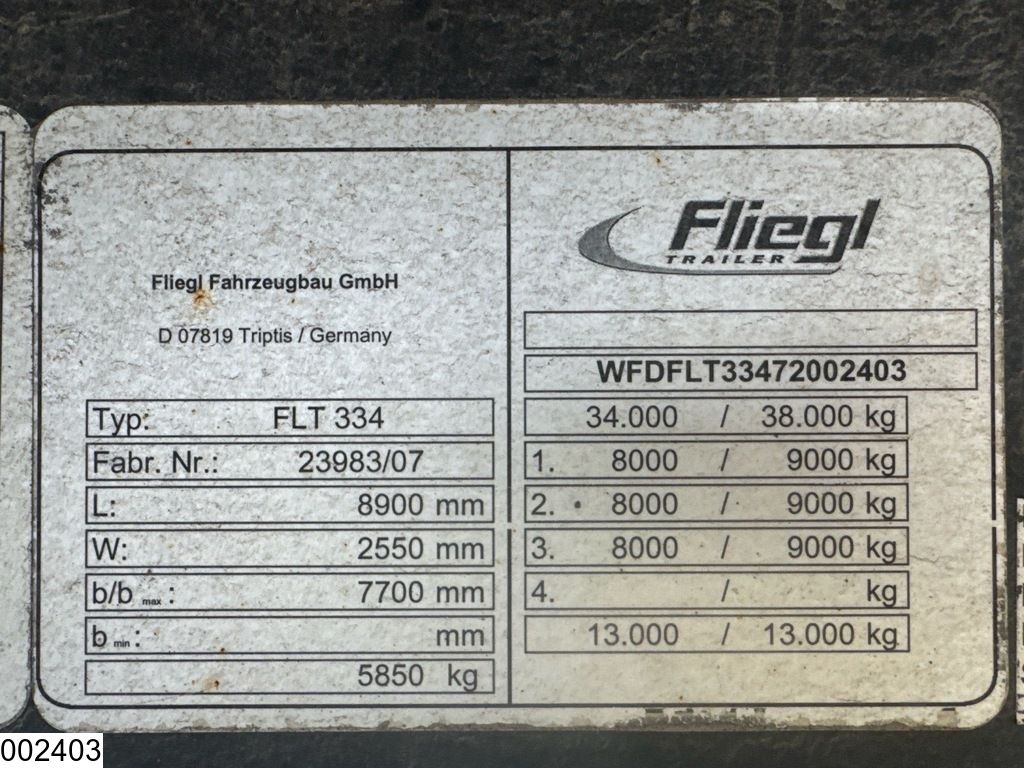 Fliegl Fahrzeugbau GmbH
D 07819 Triptis / Germany
Typ: FLT 334
Fabr. Nr.: 23983/07
L: 8900 mm
W: 2550 mm
b/b max : 7700 mm
b min : mm
5850 kg
Fliegl
TRAILER
WFDFLT33472002403
34.000 / 38.000 kg
1. 8000 / 9000 kg
2. 8000 / 9000 kg
3. 8000 / 9000 kg
4. / kg
13.000 / 13.000 kg
002403